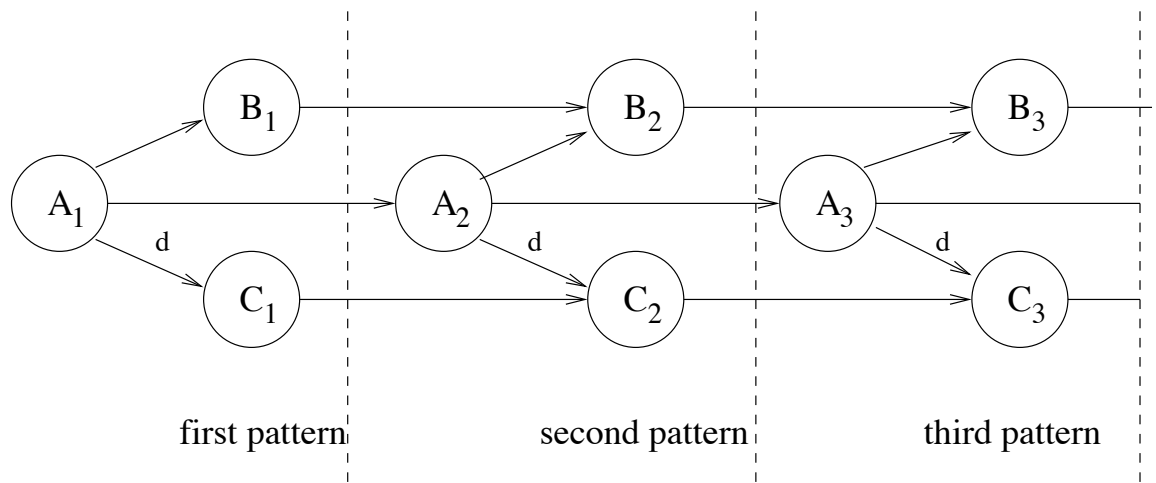 B1 B2 B3
A1 A2 A3
d d d
C1 C2 C3
first pattern second pattern third pattern